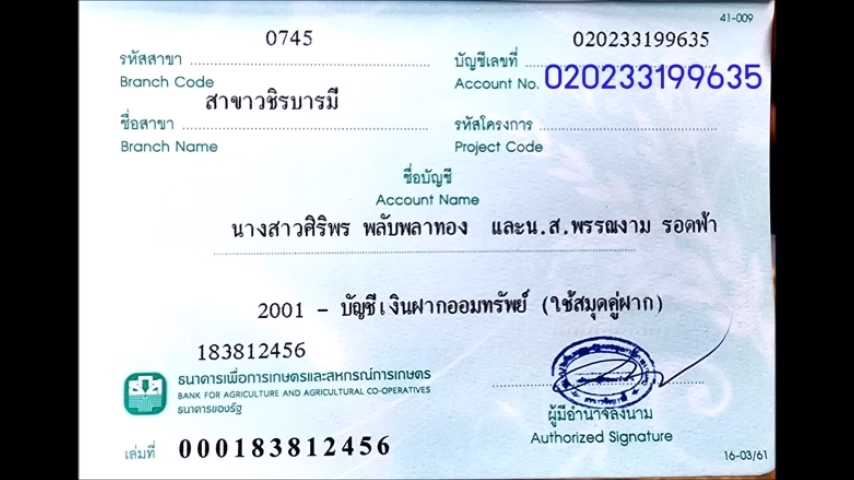 41-009
0745
รหัสสาขา
Branch Code
020233199635
บัญชีเลขที่
Account No. 020233199635
สาขาวชิรบารมี
ชื่อสาขา
Branch Name
รหัสโครงการ
Project Code
ชื่อบัญชี
Account Name
นางสาวศิริพร พลับพลาทอง และน.ส.พรรณงาม รอดฟ้า
2001 - บัญชีเงินฝากออมทรัพย์ (ใช้สมุดคู่ฝาก)
183812456
ธนาคารเพื่อการเกษตรและสหกรณ์การเกษตร
BANK FOR AGRICULTURE AND AGRICULTURAL CO-OPERATIVES
ธนาคารของรัฐ
เล่มที่ 000183812456
ผู้มีอำนาจลงนาม
Authorized Signature
16-03/61